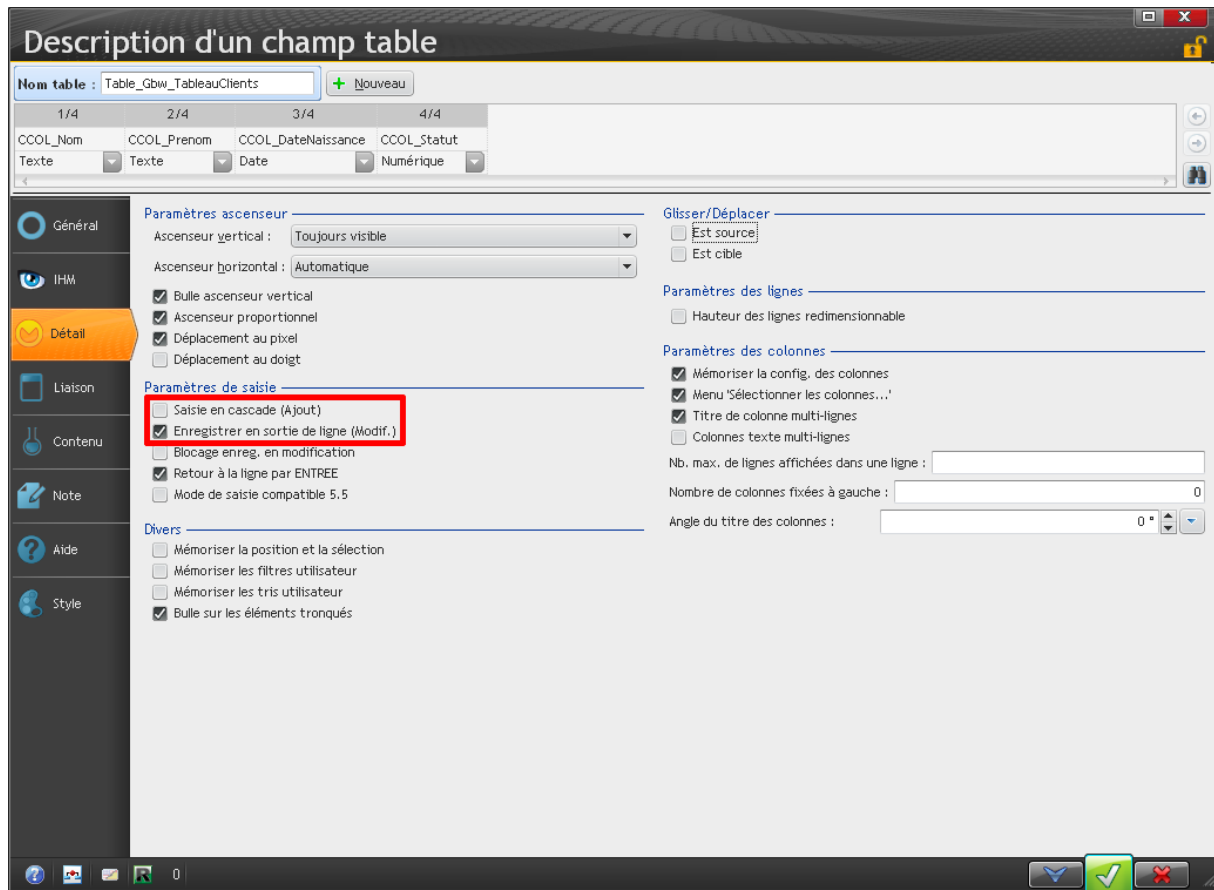 Description d'un champ table
Nom table : Table_Gbw_TableauClients + Nouveau
1/4 2/4 3/4 4/4
CCOL_Nom CCOL_Prenom CCOL_DateNaissance CCOL_Statut
Texte Texte Date Numérique
Général
IHM
Détail
Liaison
Contenu
Note
Aide
Style
Paramètres ascenseur
Ascenseur vertical : Toujours visible
Ascenseur horizontal : Automatique
Bulle ascenseur vertical
Ascenseur proportionnel
Déplacement au pixel
Déplacement au doigt
Paramètres de saisie
Saisie en cascade (Ajout)
Enregistrer en sortie de ligne (Modif.)
Blocage enreg. en modification
Retour à la ligne par ENTREE
Mode de saisie compatible 5.5
Divers
Mémoriser la position et la sélection
Mémoriser les filtres utilisateur
Mémoriser les tris utilisateur
Bulle sur les éléments tronqués
Glisser/Déplacer
Est source
Est cible
Paramètres des lignes
Hauteur des lignes redimensionnable
Paramètres des colonnes
Mémoriser la config. des colonnes
Menu 'Sélectionner les colonnes...'
Titre de colonne multi-lignes
Colonnes texte multi-lignes
Nb. max. de lignes affichées dans une ligne :
Nombre de colonnes fixées à gauche : 0
Angle du titre des colonnes : 0 °
R 0